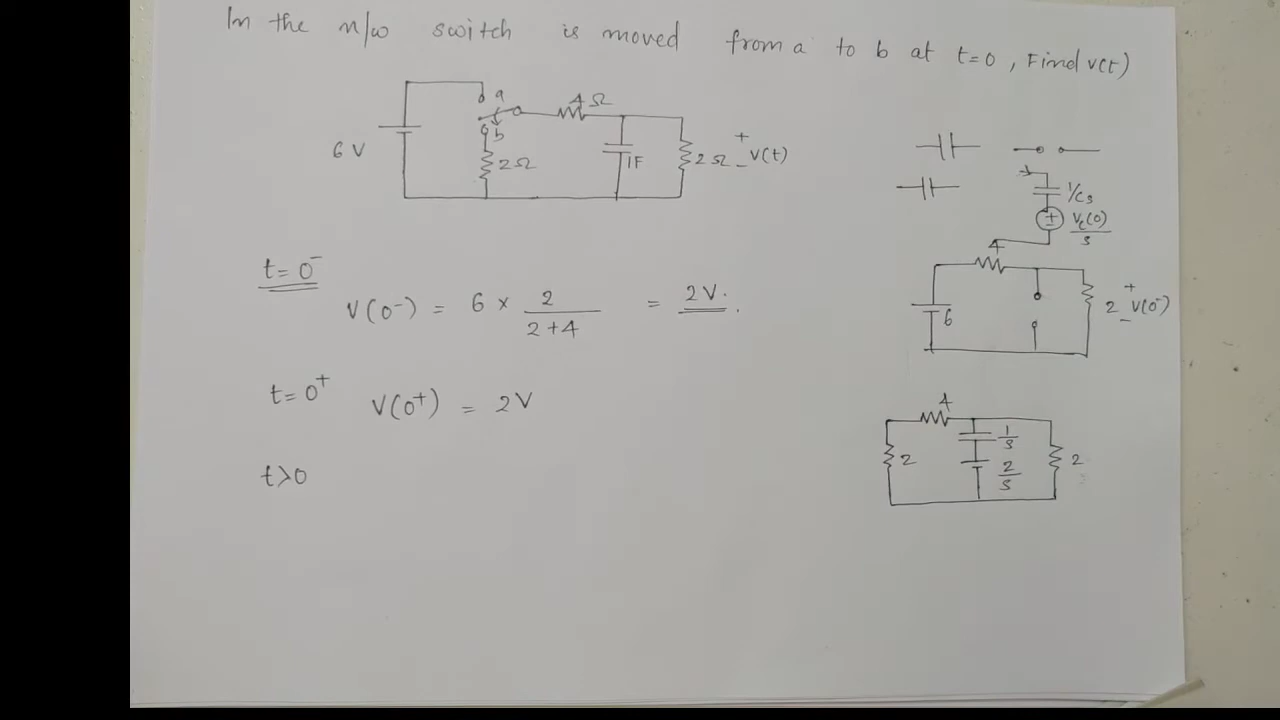 In the n/w switch is moved from a to b at t=0, Find v(t)
a
4Ω
b
6 V
2Ω
1F
2Ω
+
-
v(t)
1/Cs
±
Vc(0)/s
t=0⁻
V(0⁻) = 6 × 2/(2+4) = 2V.
4
6
2
+
-
V(0⁻)
t=0⁺ V(0⁺) = 2V
t>0
4
2
1/s
2/s
2